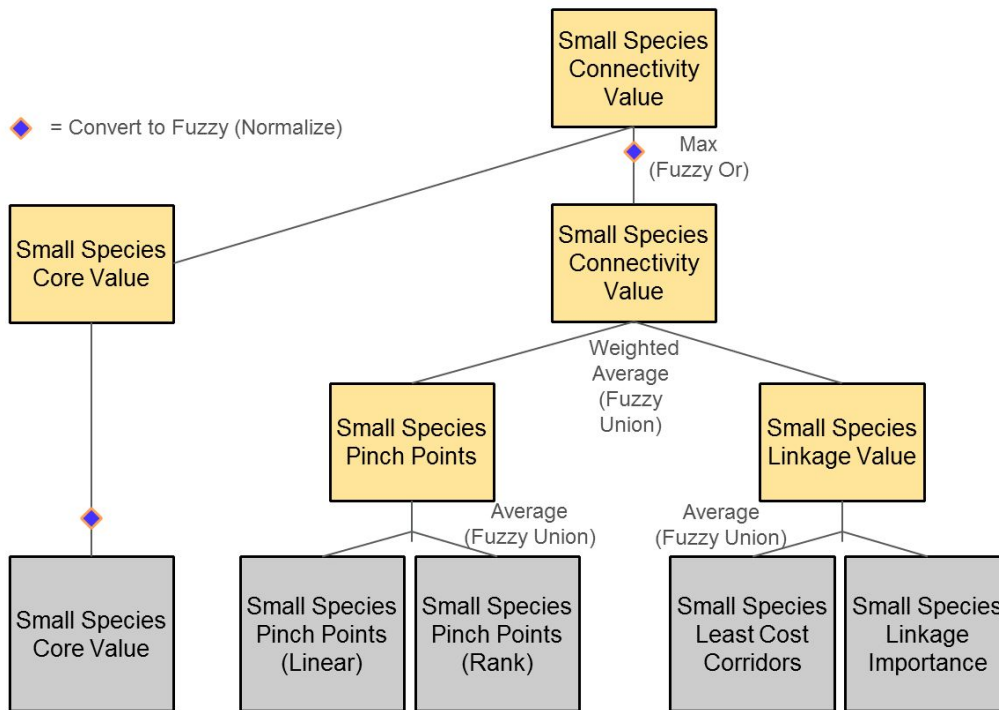 Small Species
Connectivity
Value
= Convert to Fuzzy (Normalize)
Max
(Fuzzy Or)
Small Species
Core Value
Small Species
Connectivity
Value
Weighted
Average
(Fuzzy
Union)
Small Species
Pinch Points
Small Species
Linkage Value
Average
(Fuzzy Union)
Average
(Fuzzy Union)
Small Species
Core Value
Small Species
Pinch Points
(Linear)
Small Species
Pinch Points
(Rank)
Small Species
Least Cost
Corridors
Small Species
Linkage
Importance